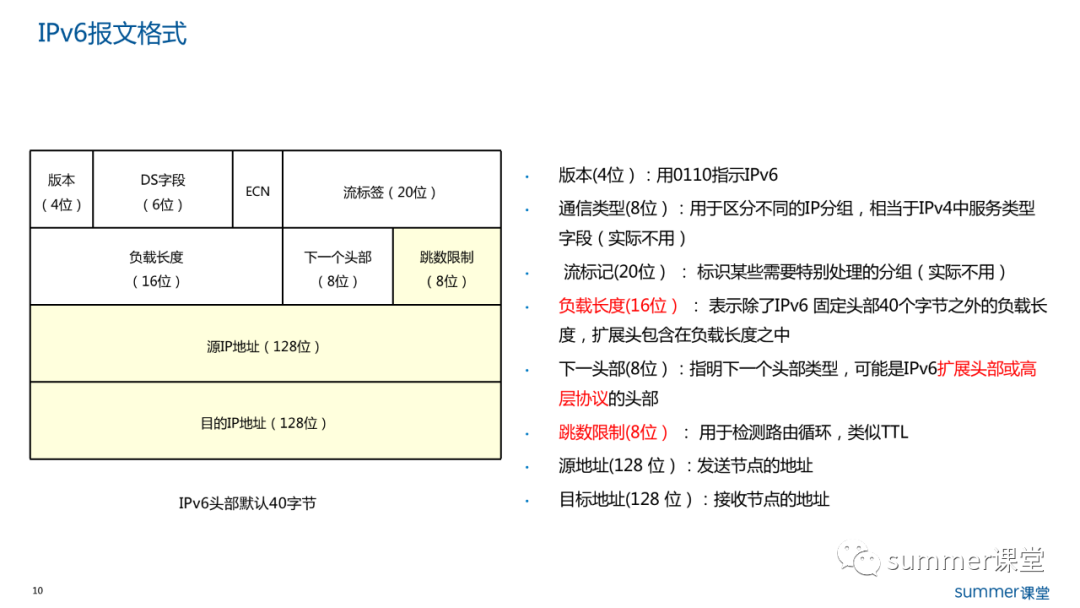 IPv6报文格式
版本
（4位）
DS字段
（6位）
ECN
流标签（20位）
负载长度
（16位）
下一个头部
（8位）
跳数限制
（8位）
源IP地址（128位）
目的IP地址（128位）
IPv6头部默认40字节
· 版本(4位）：用0110指示IPv6
· 通信类型(8位）：用于区分不同的IP分组，相当于IPv4中服务类型
字段（实际不用）
· 流标记(20位）： 标识某些需要特别处理的分组（实际不用）
· 负载长度(16位）： 表示除了IPv6 固定头部40个字节之外的负载长
度，扩展头包含在负载长度之中
· 下一头部(8位）：指明下一个头部类型，可能是IPv6扩展头部或高
层协议的头部
· 跳数限制(8位）： 用于检测路由循环，类似TTL
· 源地址(128 位）：发送节点的地址
· 目标地址(128 位）：接收节点的地址
summer课堂
10
summer课堂